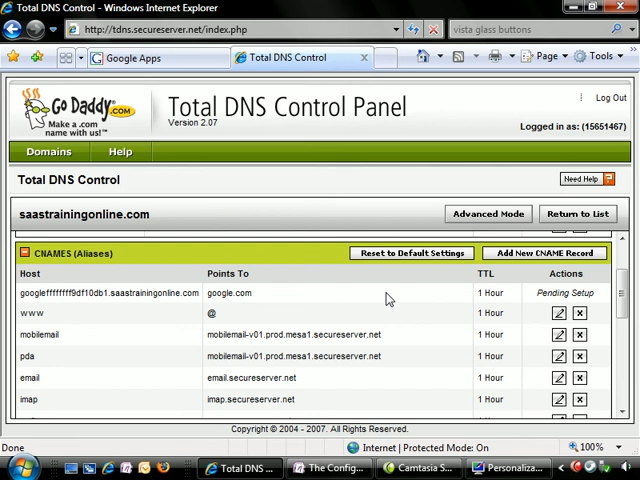 Total DNS Control - Windows Internet Explorer
http://tdns.secureserver.net/index.php
vista glass buttons
Google Apps
Total DNS Control
Page
Tools
Go Daddy
.COM
Make a .com
name with us!™
Total DNS Control Panel
Version 2.07
Log Out
Logged in as: (15651467)
Domains
Help
Total DNS Control
Need Help
?
saastrainingonline.com
Advanced Mode
Return to List
CNAMES (Aliases)
Reset to Default Settings
Add New CNAME Record
Host
Points To
TTL
Actions
googleffffffff9df10db1.saastrainingonline.com
google.com
1 Hour
Pending Setup
www
@
1 Hour
mobilemail
mobilemail-v01.prod.mesa1.secureserver.net
1 Hour
pda
mobilemail-v01.prod.mesa1.secureserver.net
1 Hour
email
email.secureserver.net
1 Hour
imap
imap.secureserver.net
1 Hour
Copyright © 2004 - 2007. All Rights Reserved.
Done
Internet | Protected Mode: On
100%
Total DNS ...
The Config...
Camtasia S...
Personaliza...